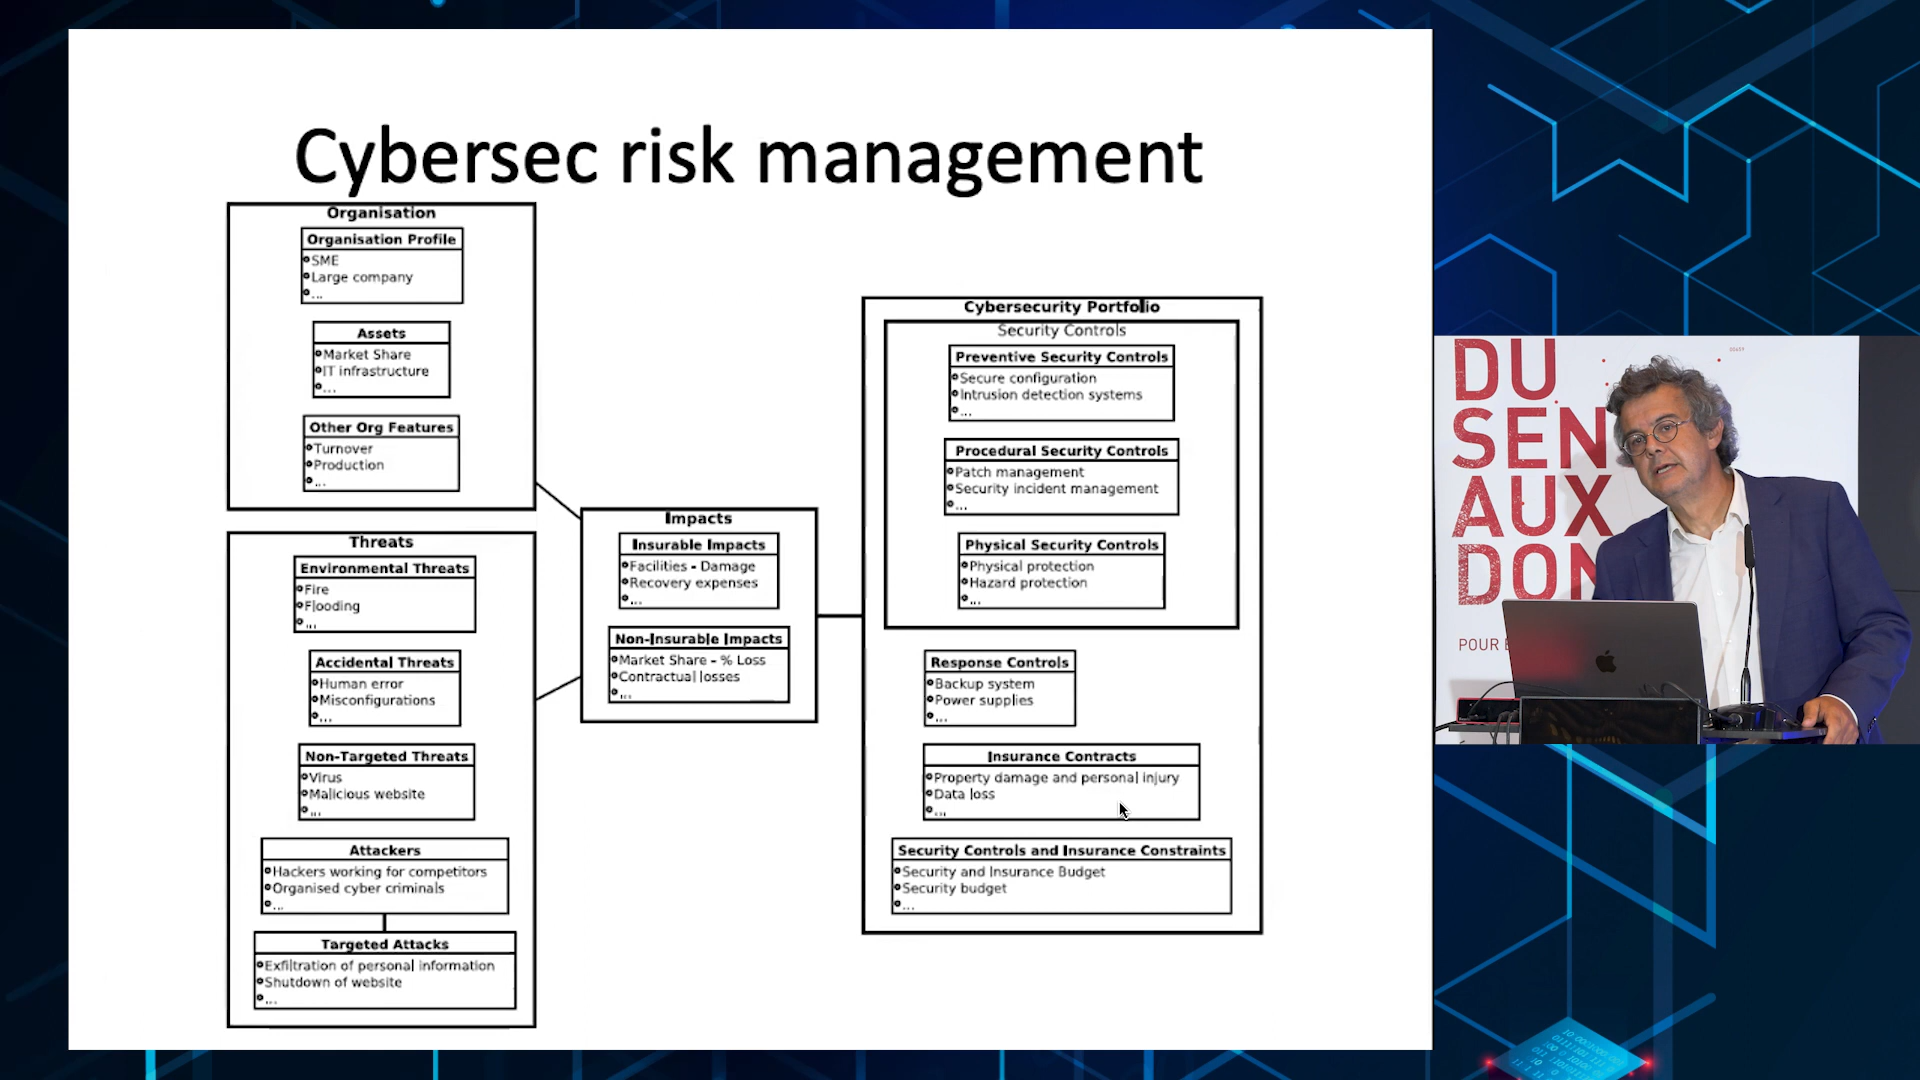 Cybersec risk management
Organisation
Organisation Profile
SME
Large company
...
Assets
Market Share
IT infrastructure
...
Other Org Features
Turnover
Production
...
Threats
Environmental Threats
Fire
Flooding
...
Accidental Threats
Human error
Misconfigurations
...
Non-Targeted Threats
Virus
Malicious website
...
Attackers
Hackers working for competitors
Organised cyber criminals
...
Targeted Attacks
Exfiltration of personal information
Shutdown of website
...
Impacts
Insurable Impacts
Facilities - Damage
Recovery expenses
...
Non-Insurable Impacts
Market Share - % Loss
Contractual losses
...
Cybersecurity Portfolio
Security Controls
Preventive Security Controls
Secure configuration
Intrusion detection systems
...
Procedural Security Controls
Patch management
Security incident management
...
Physical Security Controls
Physical protection
Hazard protection
...
Response Controls
Backup system
Power supplies
...
Insurance Contracts
Property damage and personal injury
Data loss
...
Security Controls and Insurance Constraints
Security and Insurance Budget
Security budget
...
DU
SEN
AUX
DON
POUR